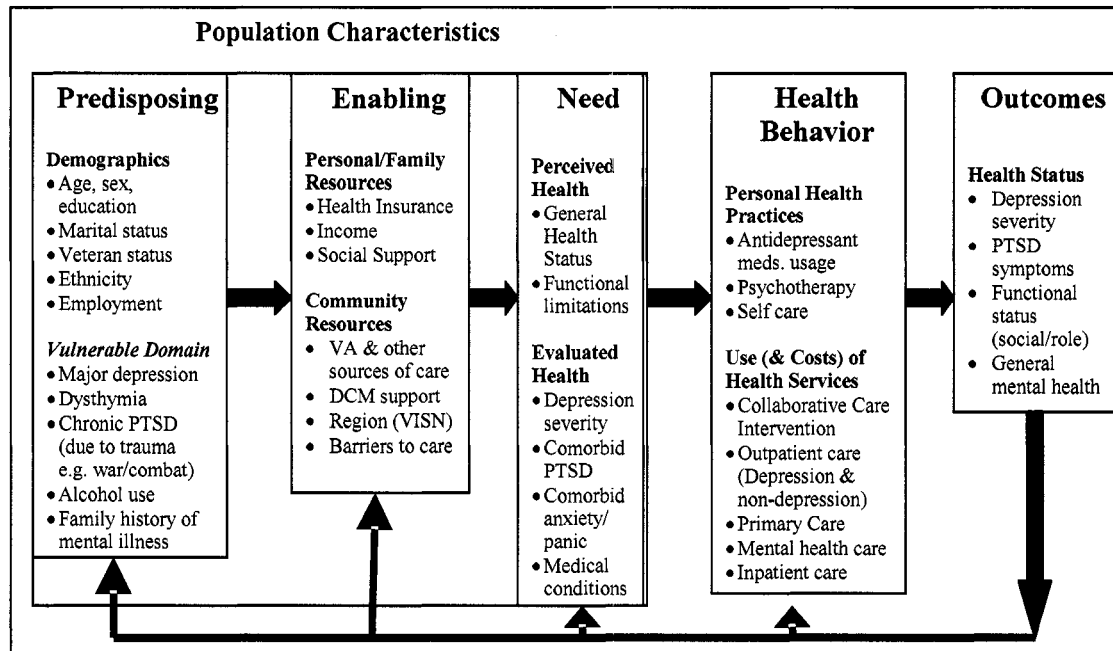 Population Characteristics
Predisposing
Demographics
• Age, sex,
education
• Marital status
• Veteran status
• Ethnicity
• Employment
Vulnerable Domain
• Major depression
• Dysthymia
• Chronic PTSD
(due to trauma
e.g. war/combat)
• Alcohol use
• Family history of
mental illness
Enabling
Personal/Family
Resources
• Health Insurance
• Income
• Social Support
Community
Resources
• VA & other
sources of care
• DCM support
• Region (VISN)
• Barriers to care
Need
Perceived
Health
• General
Health
Status
• Functional
limitations
Evaluated
Health
• Depression
severity
• Comorbid
PTSD
• Comorbid
anxiety/
panic
• Medical
conditions
Health
Behavior
Personal Health
Practices
• Antidepressant
meds. usage
• Psychotherapy
• Self care
Use (& Costs) of
Health Services
• Collaborative Care
Intervention
• Outpatient care
(Depression &
non-depression)
• Primary Care
• Mental health care
• Inpatient care
Outcomes
Health Status
• Depression
severity
• PTSD
symptoms
• Functional
status
(social/role)
• General
mental health